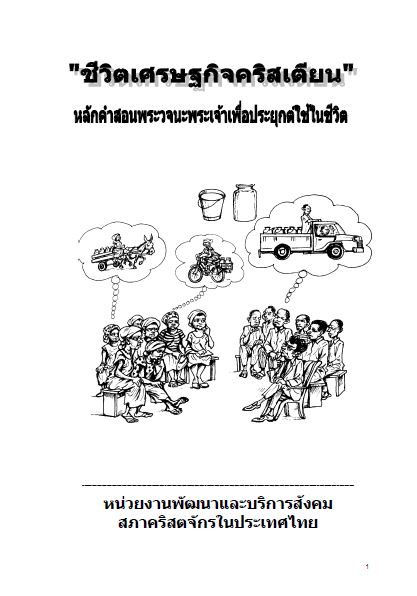 "ชีวิตเศรษฐกิจคริสเตียน"
หลักคำสอนพระวจนะพระเจ้าเพื่อประยุกต์ใช้ในชีวิต
หน่วยงานพัฒนาและบริการสังคม
สภาคริสตจักรในประเทศไทย
1